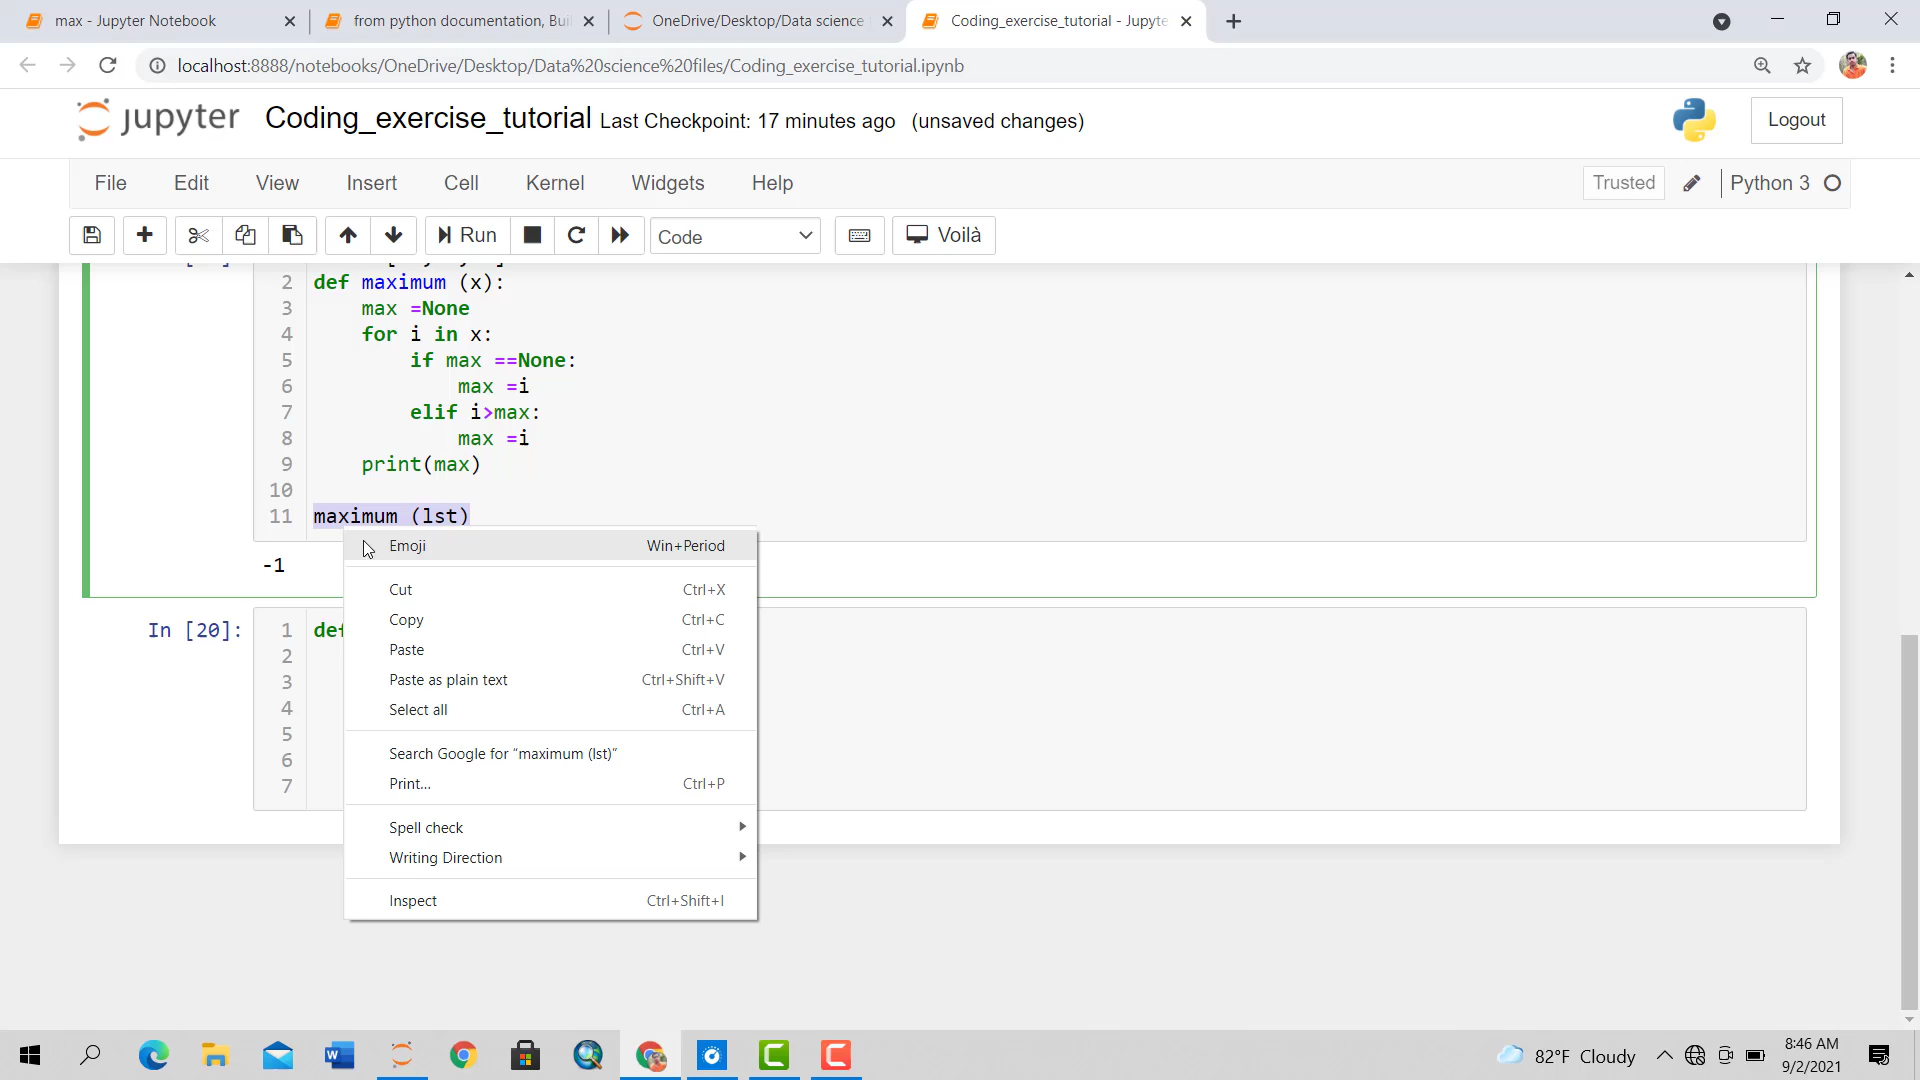 max - Jupyter Notebook
from python documentation, Bui
OneDrive/Desktop/Data science
Coding_exercise_tutorial - Jupyte
localhost:8888/notebooks/OneDrive/Desktop/Data%20science%20files/Coding_exercise_tutorial.ipynb
jupyter Coding_exercise_tutorial Last Checkpoint: 17 minutes ago (unsaved changes)
Logout
File Edit View Insert Cell Kernel Widgets Help
Trusted Python 3
Run Code Voilà
2 def maximum (x):
3 max =None
4 for i in x:
5 if max ==None:
6 max =i
7 elif i>max:
8 max =i
9 print(max)
10
11 maximum (lst)
-1
Emoji Win+Period
Cut Ctrl+X
Copy Ctrl+C
Paste Ctrl+V
Paste as plain text Ctrl+Shift+V
Select all Ctrl+A
Search Google for “maximum (lst)”
Print... Ctrl+P
Spell check
Writing Direction
Inspect Ctrl+Shift+I
In [20]: 1 def
2
3
4
5
6
7
82°F Cloudy
8:46 AM
9/2/2021